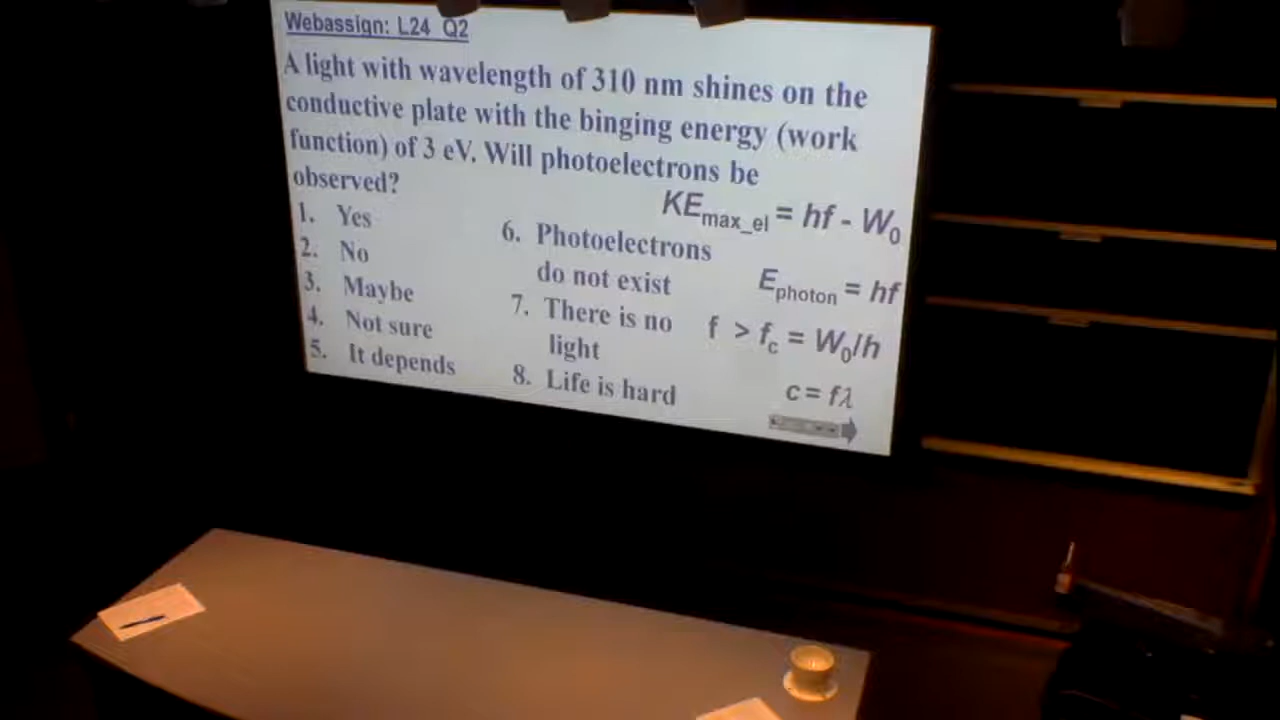 Webassign: L24 Q2
A light with wavelength of 310 nm shines on the
conductive plate with the binging energy (work
function) of 3 eV. Will photoelectrons be
observed?
KEmax_el = hf - W0
1. Yes
2. No
3. Maybe
4. Not sure
5. It depends
6. Photoelectrons
do not exist
7. There is no
light
8. Life is hard
Ephoton = hf
f > fc = W0/h
c = fλ